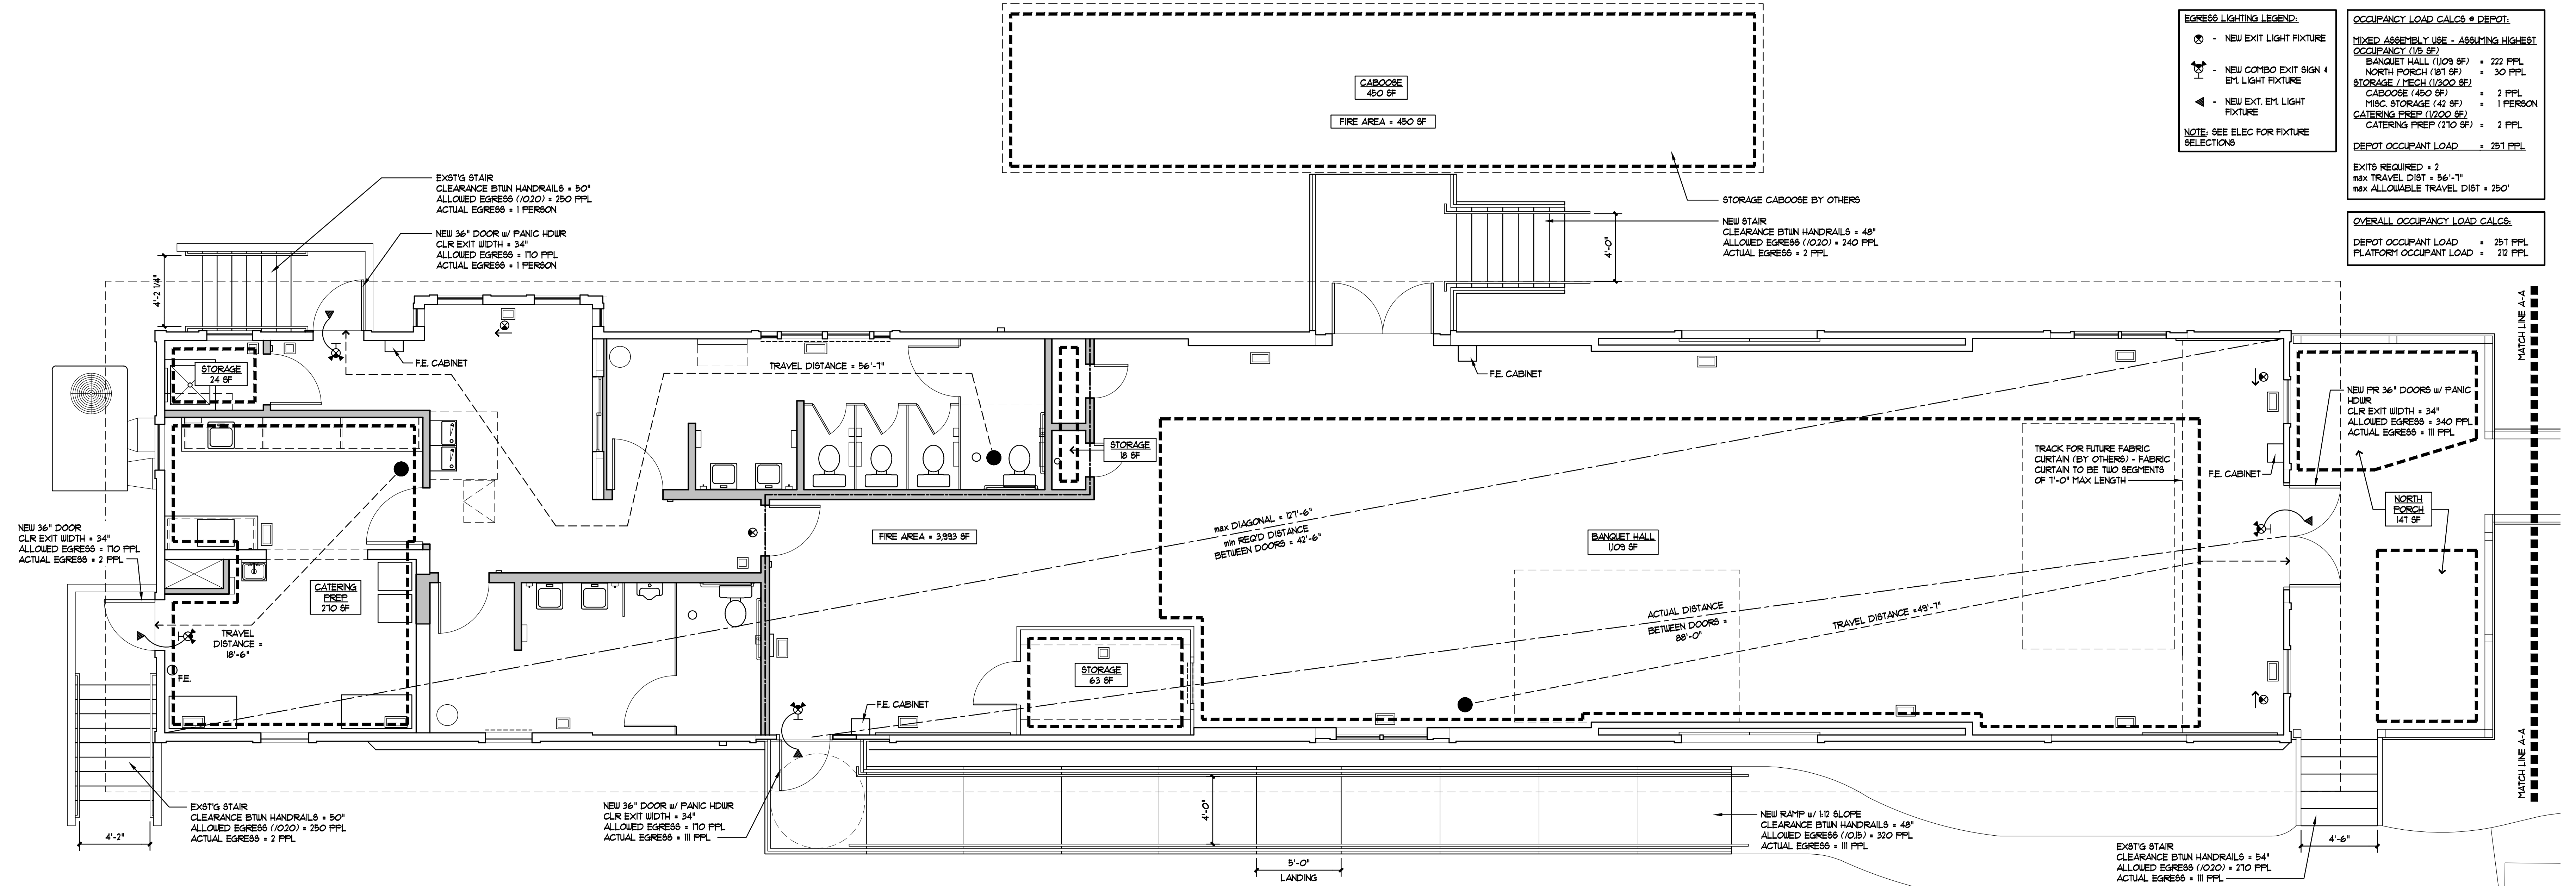 EGRESS LIGHTING LEGEND:
- NEW EXIT LIGHT FIXTURE
- NEW COMBO EXIT SIGN &
EM. LIGHT FIXTURE
- NEW EXT. EM. LIGHT
FIXTURE
NOTE: SEE ELEC FOR FIXTURE
SELECTIONS
OCCUPANCY LOAD CALCS @ DEPOT:
MIXED ASSEMBLY USE - ASSUMING HIGHEST
OCCUPANCY (1/5 SF)
BANQUET HALL (1,109 SF) = 222 PPL
NORTH PORCH (147 SF) = 30 PPL
STORAGE / MECH (1/300 SF)
CABOOSE (450 SF) = 2 PPL
MISC. STORAGE (42 SF) = 1 PERSON
CATERING PREP (1/200 SF)
CATERING PREP (270 SF) = 2 PPL
DEPOT OCCUPANT LOAD = 257 PPL
EXITS REQUIRED = 2
max TRAVEL DIST = 56'-7"
max ALLOWABLE TRAVEL DIST = 250'
OVERALL OCCUPANCY LOAD CALCS:
DEPOT OCCUPANT LOAD = 257 PPL
PLATFORM OCCUPANT LOAD = 212 PPL
CABOOSE
450 SF
FIRE AREA = 450 SF
STORAGE CABOOSE BY OTHERS
NEW STAIR
CLEARANCE BTWN HANDRAILS = 48"
ALLOWED EGRESS (/0.20) = 240 PPL
ACTUAL EGRESS = 2 PPL
4'-0"
EXST'G STAIR
CLEARANCE BTWN HANDRAILS = 50"
ALLOWED EGRESS (/0.20) = 250 PPL
ACTUAL EGRESS = 1 PERSON
NEW 36" DOOR w/ PANIC HDWR
CLR EXIT WIDTH = 34"
ALLOWED EGRESS = 170 PPL
ACTUAL EGRESS = 1 PERSON
4'-2 1/4"
MATCH LINE A-A
STORAGE
24 SF
F.E. CABINET
TRAVEL DISTANCE = 56'-7"
F.E. CABINET
STORAGE
18 SF
TRACK FOR FUTURE FABRIC
CURTAIN (BY OTHERS) - FABRIC
CURTAIN TO BE TWO SEGMENTS
OF 7'-0" MAX LENGTH
F.E. CABINET
NEW PR 36" DOORS w/ PANIC
HDWR
CLR EXIT WIDTH = 34"
ALLOWED EGRESS = 340 PPL
ACTUAL EGRESS = 111 PPL
NORTH
PORCH
147 SF
NEW 36" DOOR
CLR EXIT WIDTH = 34"
ALLOWED EGRESS = 170 PPL
ACTUAL EGRESS = 2 PPL
FIRE AREA = 3,993 SF
max DIAGONAL = 127'-6"
min REQ'D DISTANCE
BETWEEN DOORS = 42'-6"
BANQUET HALL
1,109 SF
CATERING
PREP
270 SF
TRAVEL
DISTANCE =
18'-6"
F.E.
ACTUAL DISTANCE
BETWEEN DOORS =
88'-0"
TRAVEL DISTANCE =49'-7"
STORAGE
63 SF
F.E. CABINET
MATCH LINE A-A
EXST'G STAIR
CLEARANCE BTWN HANDRAILS = 50"
ALLOWED EGRESS (/0.20) = 250 PPL
ACTUAL EGRESS = 2 PPL
4'-2"
NEW 36" DOOR w/ PANIC HDWR
CLR EXIT WIDTH = 34"
ALLOWED EGRESS = 170 PPL
ACTUAL EGRESS = 111 PPL
4'-0"
5'-0"
LANDING
NEW RAMP w/ 1:12 SLOPE
CLEARANCE BTWN HANDRAILS = 48"
ALLOWED EGRESS (/0.15) = 320 PPL
ACTUAL EGRESS = 111 PPL
EXST'G STAIR
CLEARANCE BTWN HANDRAILS = 54"
ALLOWED EGRESS (/0.20) = 270 PPL
ACTUAL EGRESS = 111 PPL
4'-6"